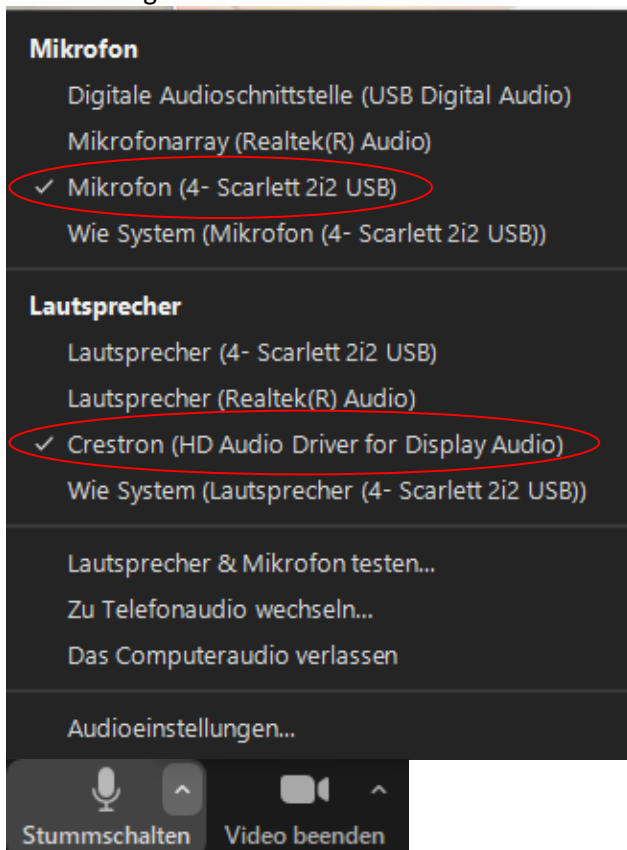 Mikrofon
Digitale Audioschnittstelle (USB Digital Audio)
Mikrofonarray (Realtek(R) Audio)
Mikrofon (4- Scarlett 2i2 USB)
Wie System (Mikrofon (4- Scarlett 2i2 USB))
Lautsprecher
Lautsprecher (4- Scarlett 2i2 USB)
Lautsprecher (Realtek(R) Audio)
Crestron (HD Audio Driver for Display Audio)
Wie System (Lautsprecher (4- Scarlett 2i2 USB))
Lautsprecher & Mikrofon testen...
Zu Telefonaudio wechseln...
Das Computeraudio verlassen
Audioeinstellungen...
Stummschalten Video beenden